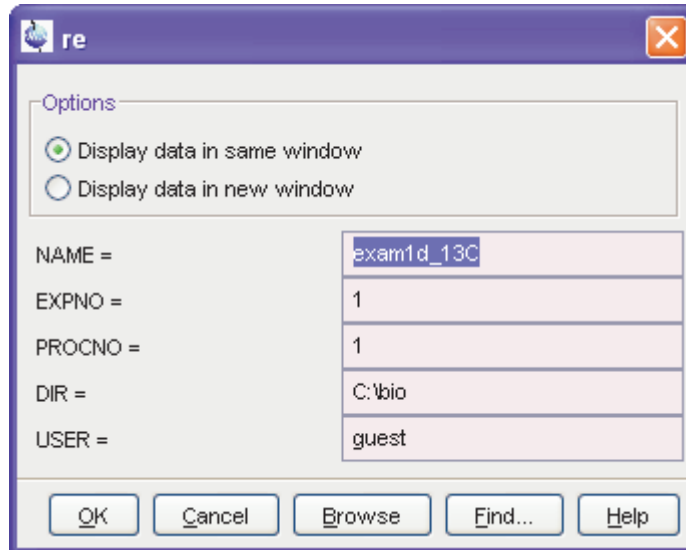 re
Options
Display data in same window
Display data in new window
NAME = exam1d_13C
EXPNO = 1
PROCNO = 1
DIR = C:\bio
USER = guest
OK Cancel Browse Find... Help